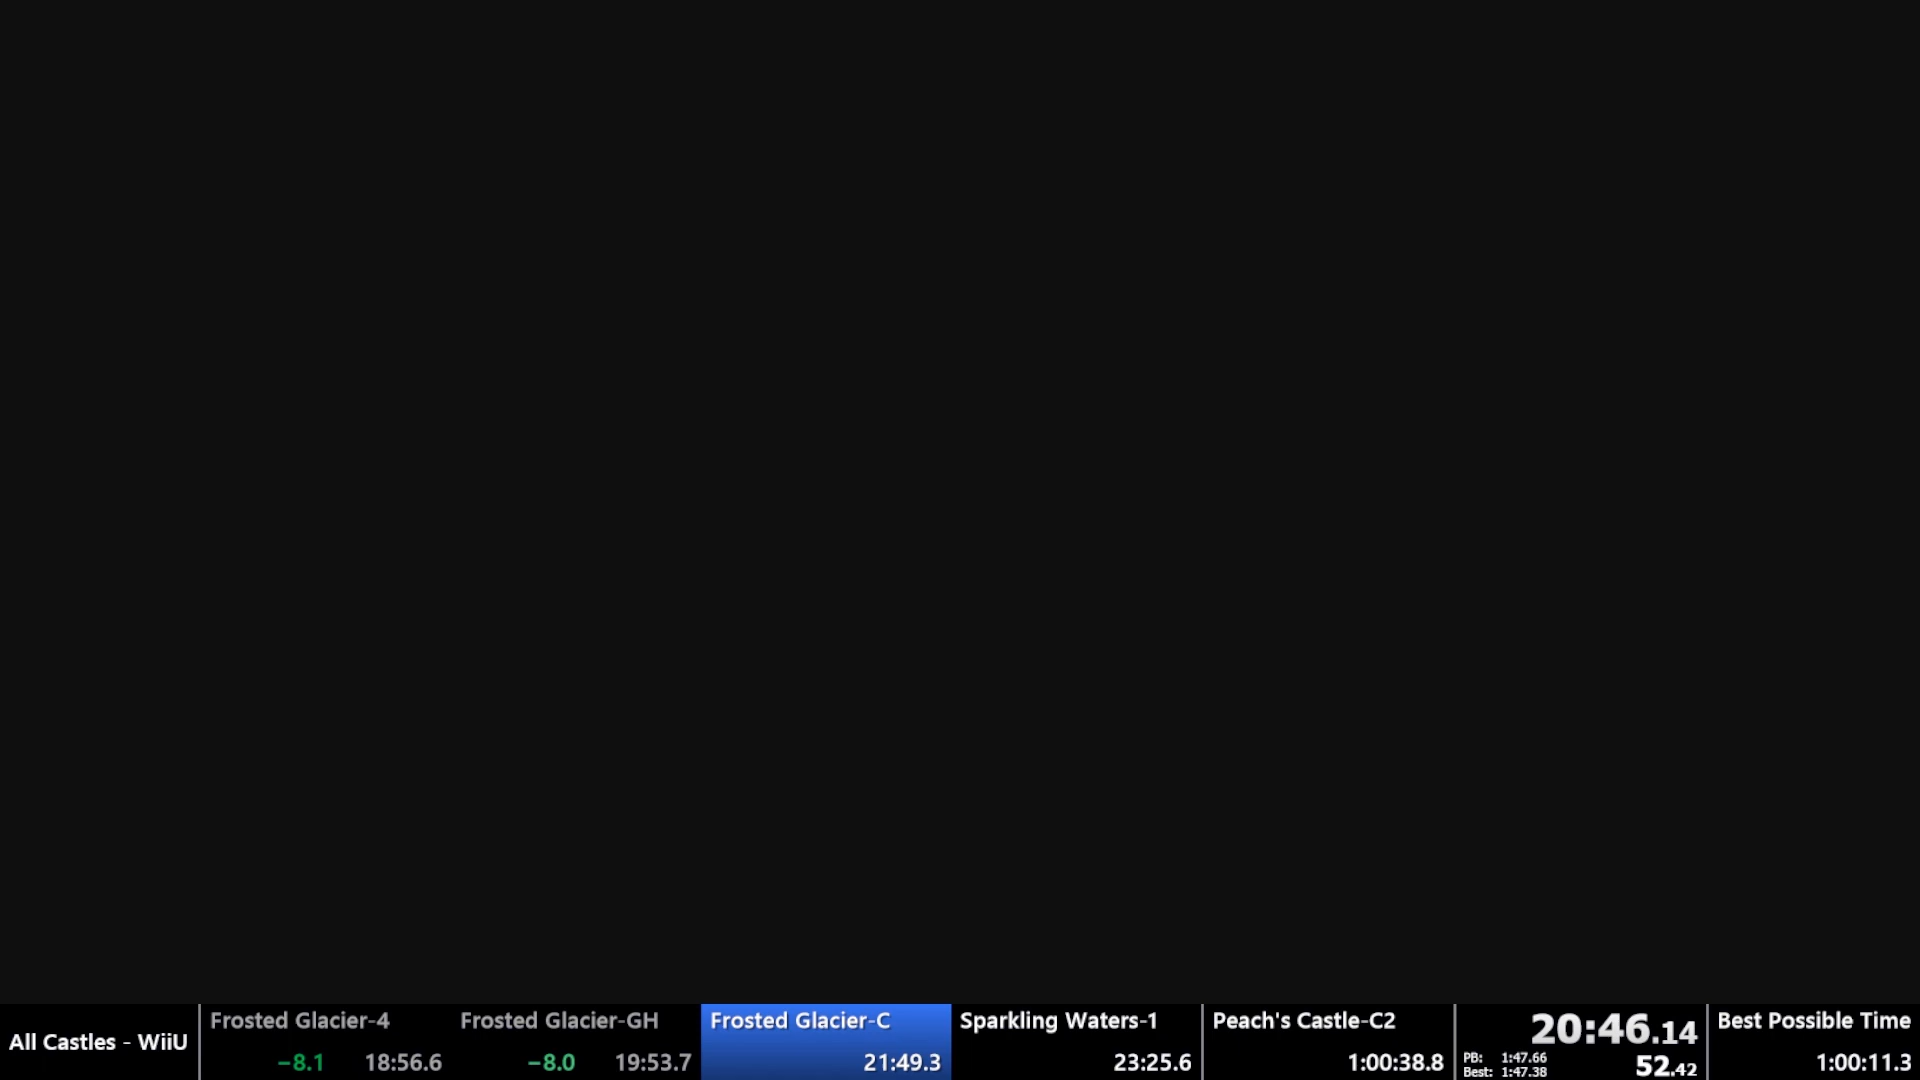 All Castles - WiiU
Frosted Glacier-4
−8.1 18:56.6
Frosted Glacier-GH
−8.0 19:53.7
Frosted Glacier-C
21:49.3
Sparkling Waters-1
23:25.6
Peach's Castle-C2
1:00:38.8
20:46.14
PB: 1:47.66
Best: 1:47.38
52.42
Best Possible Time
1:00:11.3